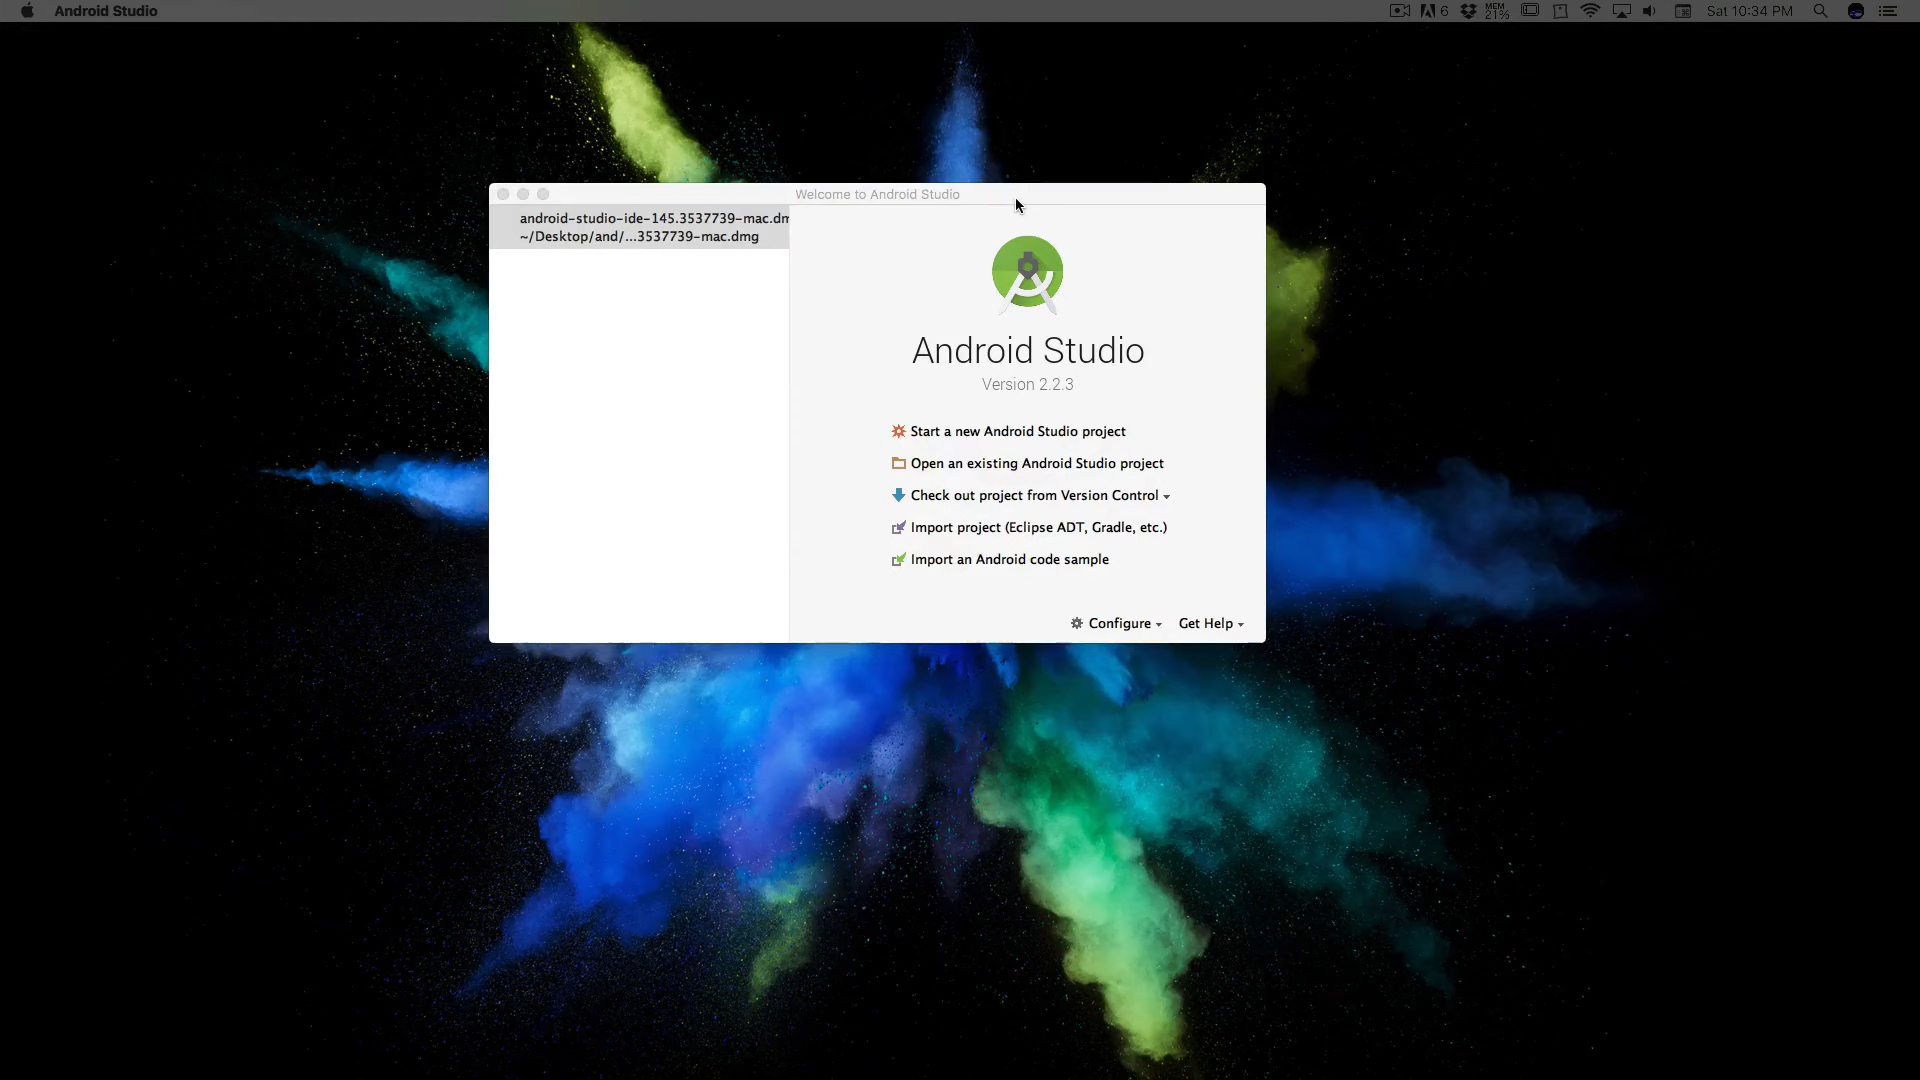 Android Studio
6
MEM
21%
Sat 10:34 PM
Welcome to Android Studio
android-studio-ide-145.3537739-mac.dm
~/Desktop/and/...3537739-mac.dmg
Android Studio
Version 2.2.3
Start a new Android Studio project
Open an existing Android Studio project
Check out project from Version Control
Import project (Eclipse ADT, Gradle, etc.)
Import an Android code sample
Configure
Get Help